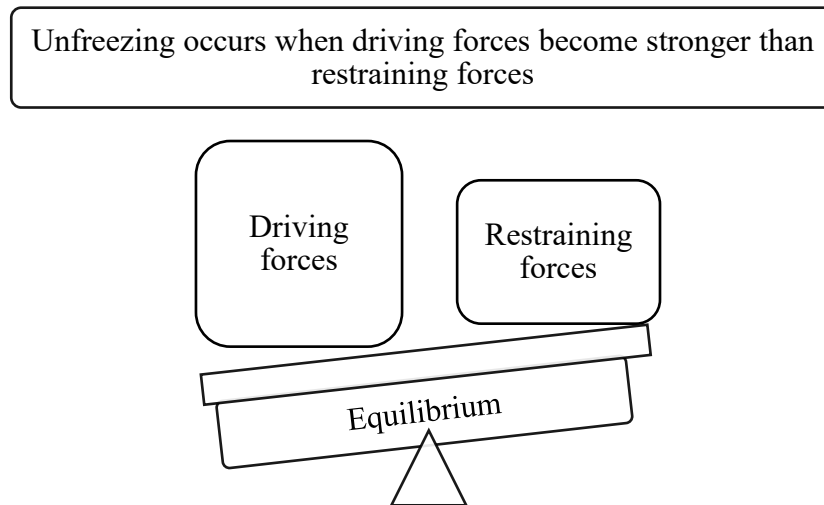 Unfreezing occurs when driving forces become stronger than
restraining forces
Driving
forces
Restraining
forces
Equilibrium